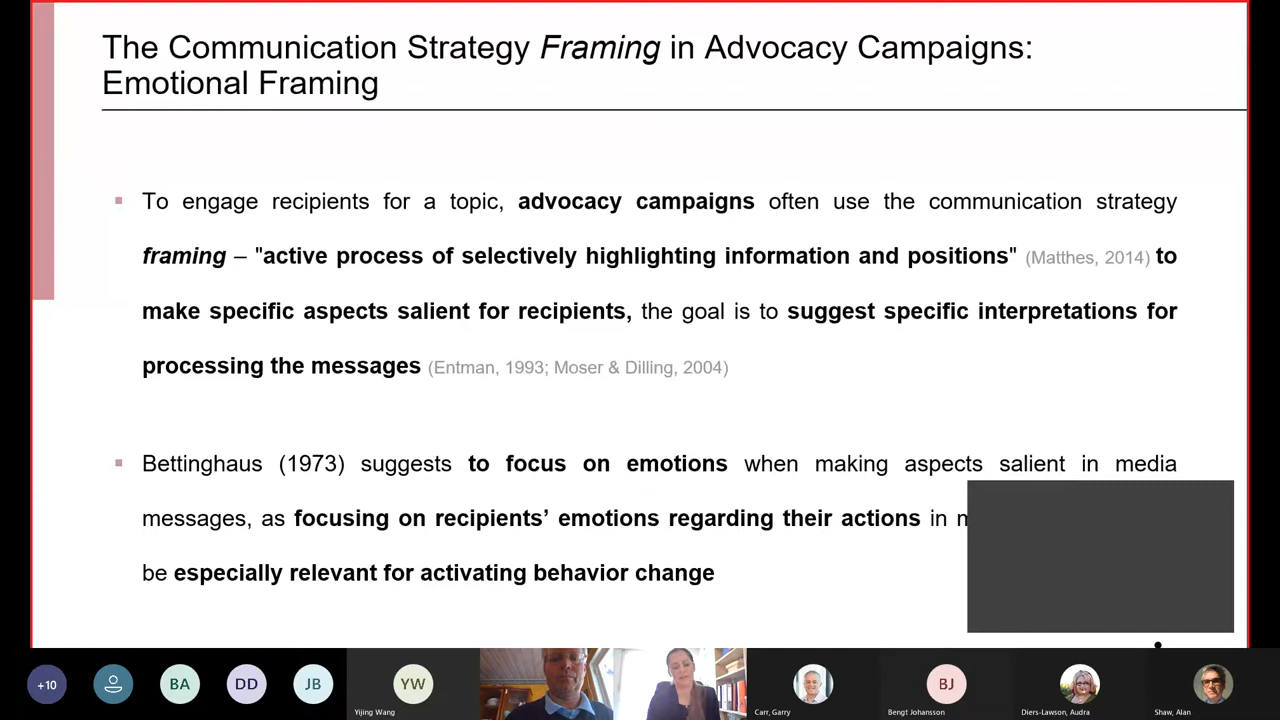 The Communication Strategy Framing in Advocacy Campaigns:
Emotional Framing
To engage recipients for a topic, advocacy campaigns often use the communication strategy
framing – "active process of selectively highlighting information and positions" (Matthes, 2014) to
make specific aspects salient for recipients, the goal is to suggest specific interpretations for
processing the messages (Entman, 1993; Moser & Dilling, 2004)
Bettinghaus (1973) suggests to focus on emotions when making aspects salient in media
messages, as focusing on recipients’ emotions regarding their actions in
be especially relevant for activating behavior change
+10
BA
DD
JB
YW
Yijing Wang
Carr, Garry
BJ
Bengt Johansson
Diers-Lawson, Audra
Shaw, Alan